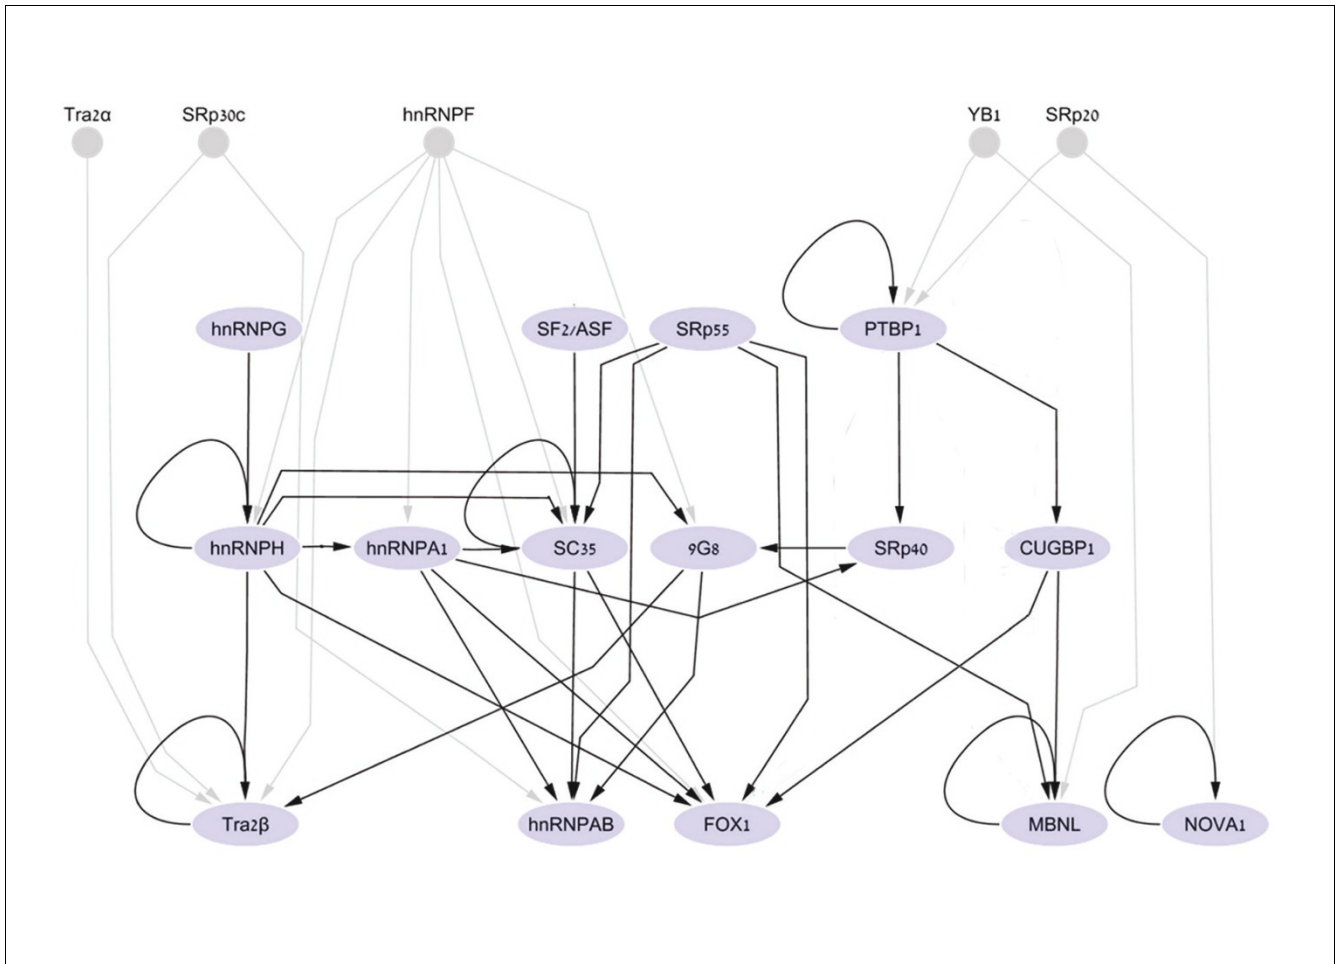 Tra2α SRp30c hnRNPF YB1 SRp20
hnRNPG SF2/ASF SRp55 PTBP1
hnRNPH hnRNPA1 SC35 9G8 SRp40 CUGBP1
Tra2β hnRNPAB FOX1 MBNL NOVA1